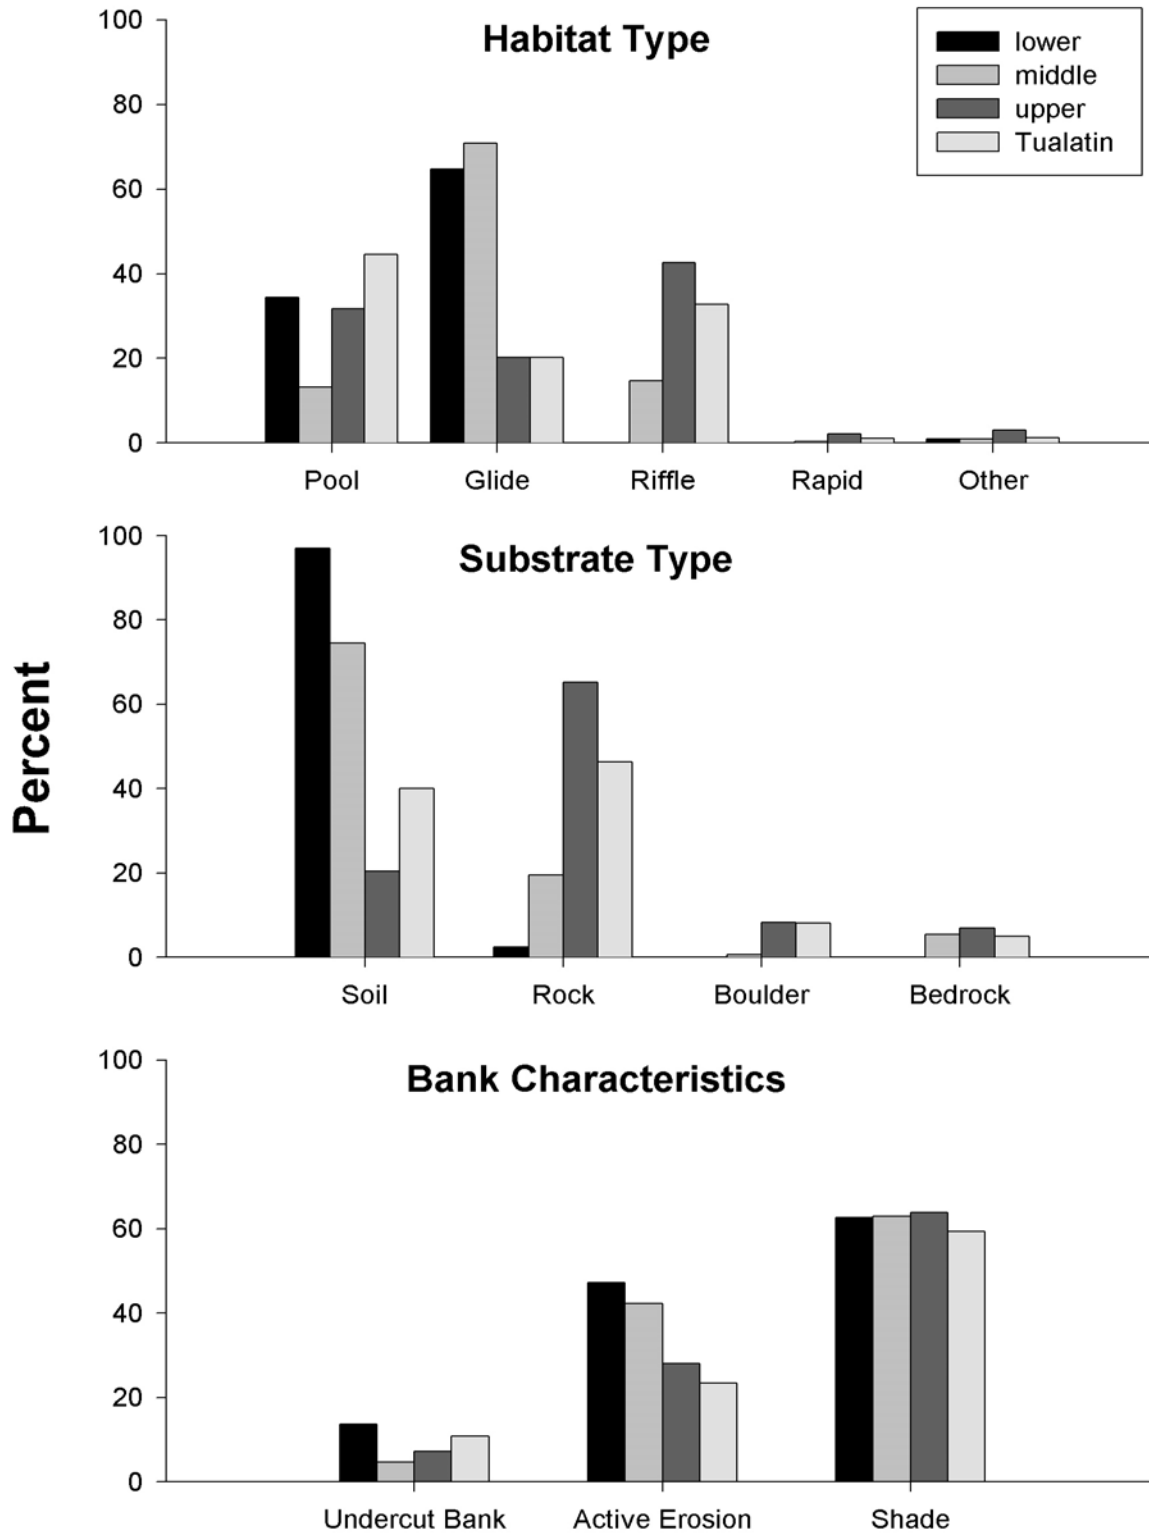 100
Habitat Type
lower
middle
upper
Tualatin
80
60
40
20
0
Pool Glide Riffle Rapid Other
100
Substrate Type
80
60
40
20
0
Soil Rock Boulder Bedrock
Percent
100
Bank Characteristics
80
60
40
20
0
Undercut Bank Active Erosion Shade